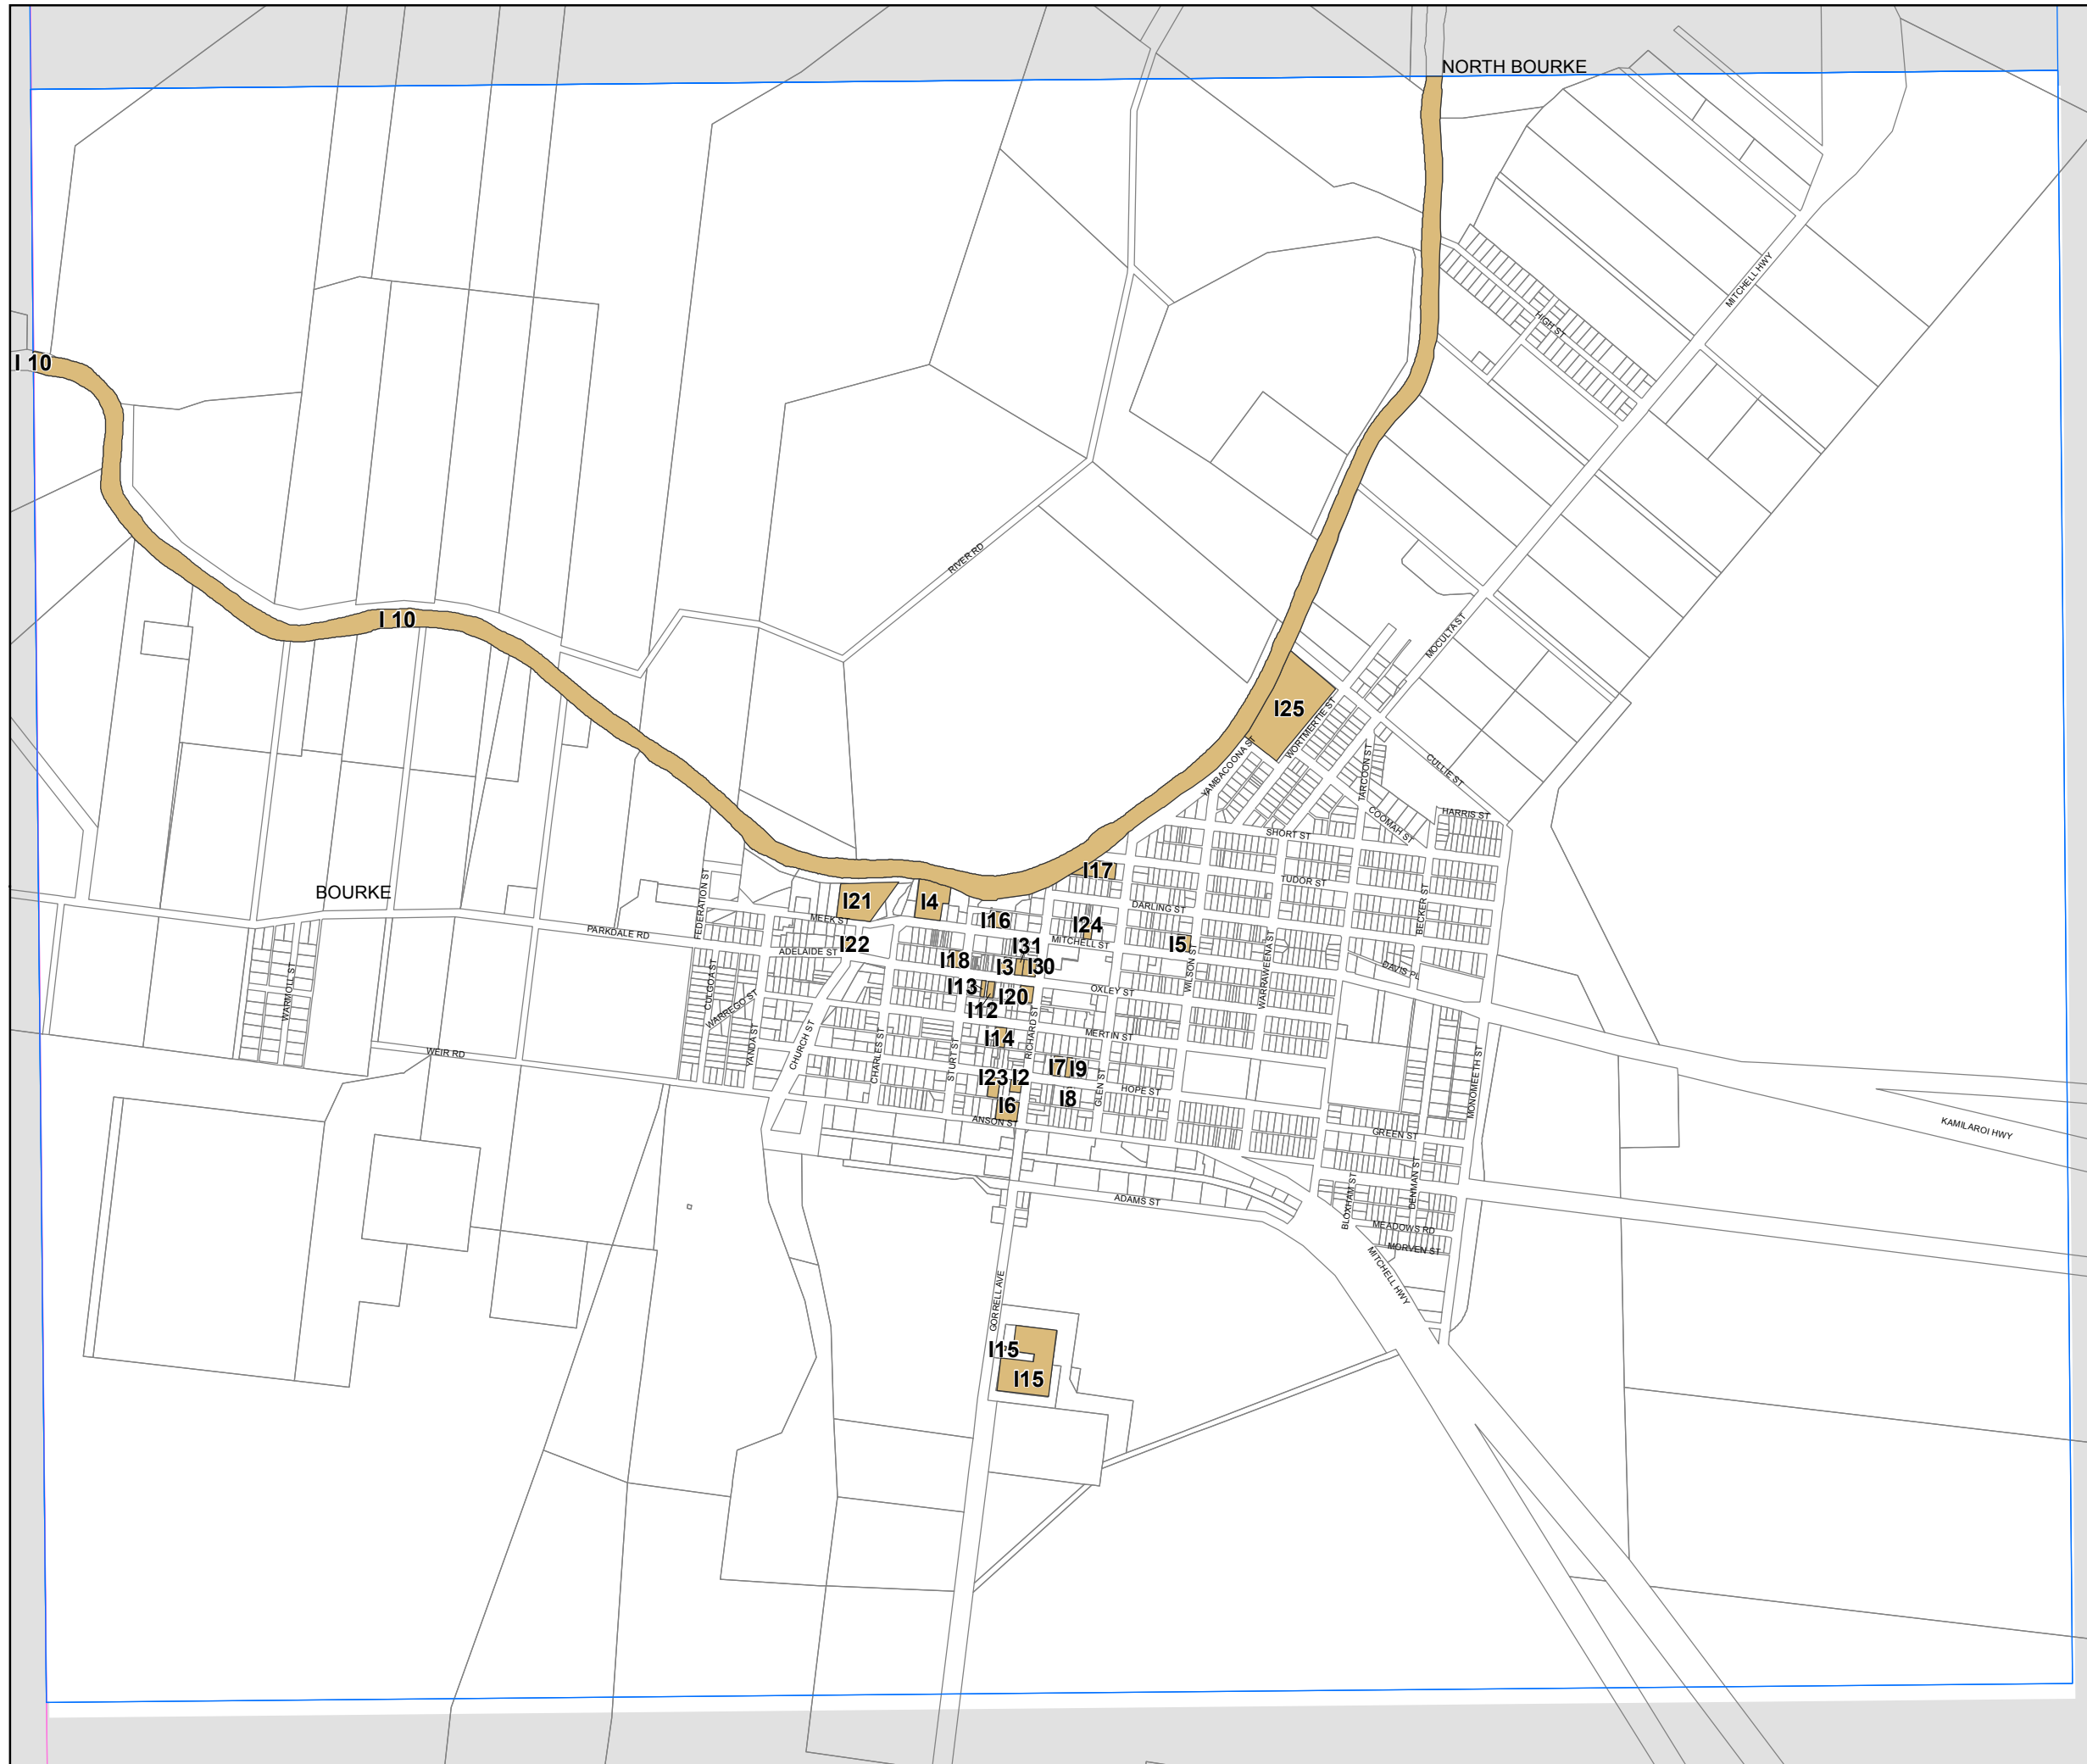 NORTH BOURKE
MITCHELL HWY
HIGH ST
I 10
RIVER RD
I 10
MOCULTA ST
I25
WORTMERTIE ST
YAMBACOONA ST
TARCOON ST
CULLIE ST
COOMAH ST
HARRIS ST
SHORT ST
I17
TUDOR ST
BOURKE
FEDERATION ST
I21
I4
MEEK ST
I16
I24
DARLING ST
BECKER ST
PARKDALE RD
ADELAIDE ST
I22
I31
MITCHELL ST
I5
I18
I3
I30
WILSON ST
WARRAWEENA ST
DAVIS PL
WARMOLL ST
CULGOA ST
WARREGO ST
I13
I20
OXLEY ST
I12
RICHARD ST
I14
MERTIN ST
WEIR RD
YANDA ST
CHURCH ST
CHARLES ST
STURT ST
I7
I9
I23
I2
HOPE ST
GLEN ST
I8
I6
ANSON ST
MONOMEETH ST
GREEN ST
KAMILAROI HWY
ADAMS ST
BLOXHAM ST
DENMAN ST
MEADOWS RD
MORVEN ST
MITCHELL HWY
GORRELL AVE
I15
I15